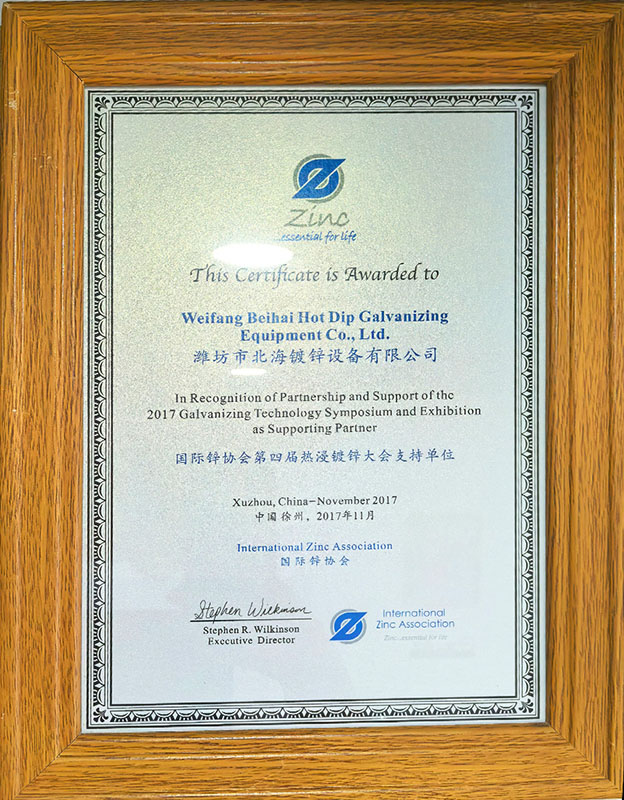 Zinc
...essential for life
This Certificate is Awarded to
Weifang Beihai Hot Dip Galvanizing
Equipment Co., Ltd.
潍坊市北海镀锌设备有限公司
In Recognition of Partnership and Support of the
2017 Galvanizing Technology Symposium and Exhibition
as Supporting Partner
国际锌协会第四届热浸镀锌大会支持单位
Xuzhou, China-November 2017
中国 徐州, 2017年11月
International Zinc Association
国际锌协会
Stephen Wilkinson
Stephen R. Wilkinson
Executive Director
International
Zinc Association
Zinc...essential for life